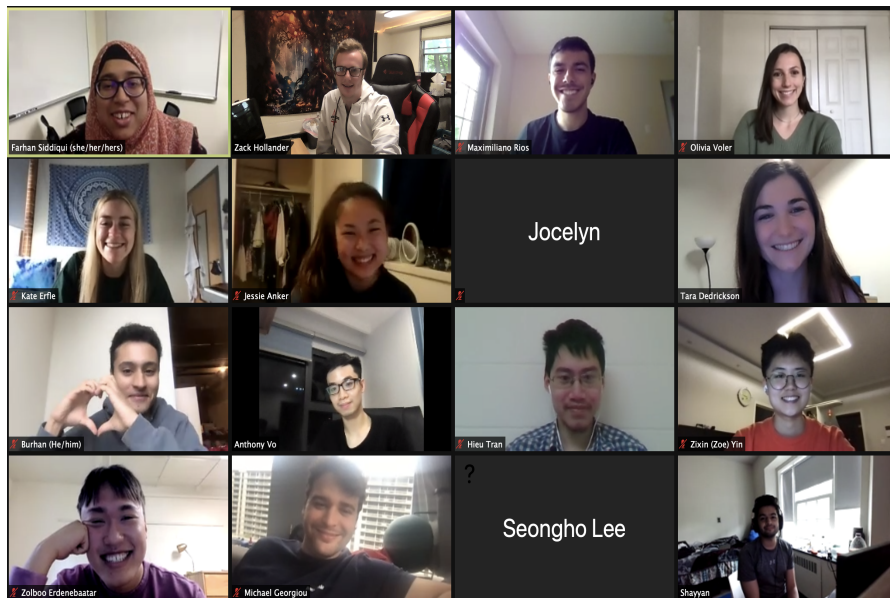 Farhan Siddiqui (she/her/hers)
Zack Hollander
Maximiliano Rios
Olivia Voler
Kate Erfle
Jessie Anker
Jocelyn
Tara Dedrickson
Burhan (He/him)
Anthony Vo
Hieu Tran
Zixin (Zoe) Yin
Zolboo Erdenebaatar
Michael Georgiou
?
Seongho Lee
Shayyan